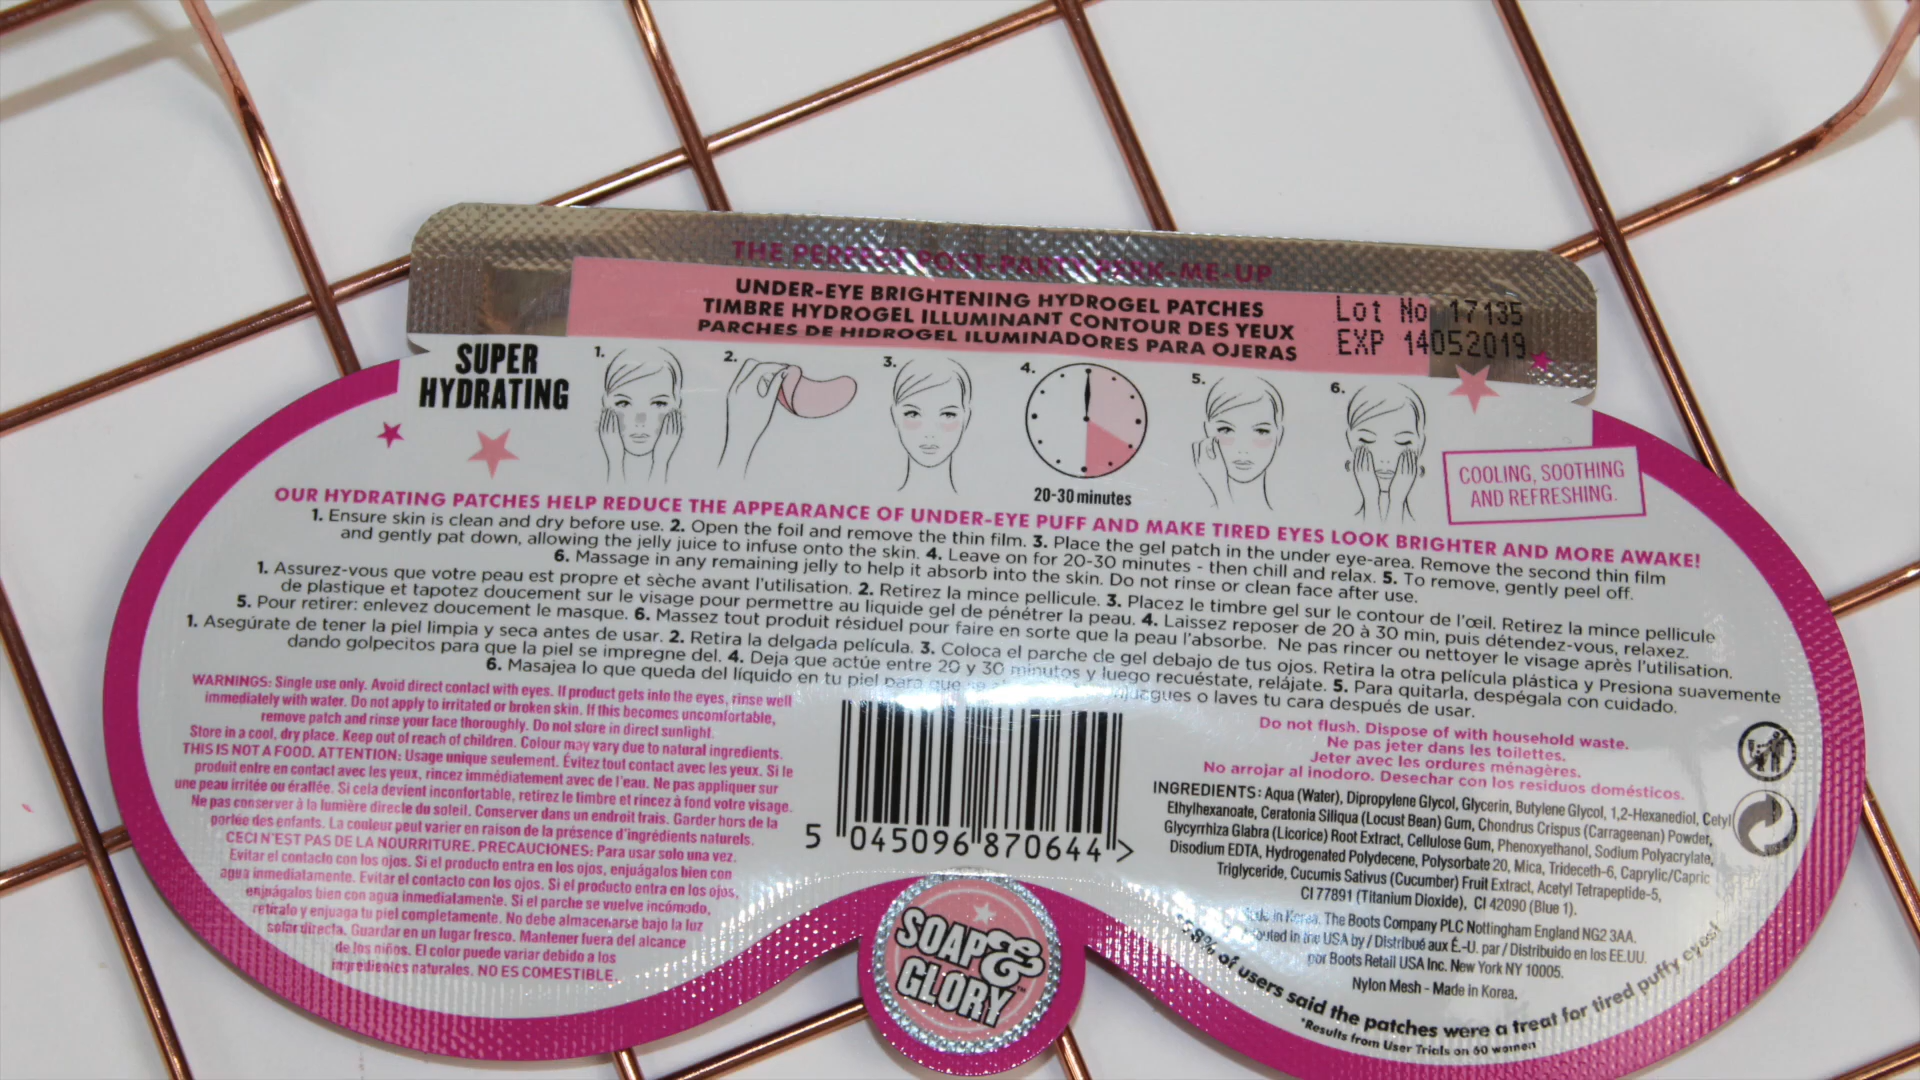 THE PERFECT POST-PARTY PERK-ME-UP
UNDER-EYE BRIGHTENING HYDROGEL PATCHES
TIMBRE HYDROGEL ILLUMINANT CONTOUR DES YEUX
PARCHES DE HIDROGEL ILUMINADORES PARA OJERAS
Lot No 17135
EXP 14052019
SUPER
HYDRATING
1.
2.
3.
4.
5.
6.
20-30 minutes
COOLING, SOOTHING
AND REFRESHING.
OUR HYDRATING PATCHES HELP REDUCE THE APPEARANCE OF UNDER-EYE PUFF AND MAKE TIRED EYES LOOK BRIGHTER AND MORE AWAKE!
1. Ensure skin is clean and dry before use. 2. Open the foil and remove the thin film. 3. Place the gel patch in the under eye-area. Remove the second thin film
and gently pat down, allowing the jelly juice to infuse onto the skin. 4. Leave on for 20-30 minutes - then chill and relax. 5. To remove, gently peel off.
6. Massage in any remaining jelly to help it absorb into the skin. Do not rinse or clean face after use.
1. Assurez-vous que votre peau est propre et sèche avant l'utilisation. 2. Retirez la mince pellicule. 3. Placez le timbre gel sur le contour de l'œil. Retirez la mince pellicule
de plastique et tapotez doucement sur le visage pour permettre au liquide gel de pénétrer la peau. 4. Laissez reposer de 20 à 30 min, puis détendez-vous, relaxez.
5. Pour retirer: enlevez doucement le masque. 6. Massez tout produit résiduel pour faire en sorte que la peau l'absorbe. Ne pas rincer ou nettoyer le visage après l'utilisation.
1. Asegúrate de tener la piel limpia y seca antes de usar. 2. Retira la delgada película. 3. Coloca el parche de gel debajo de tus ojos. Retira la otra película plástica y Presiona suavemente
dando golpecitos para que la piel se impregne del. 4. Deja que actúe entre 20 y 30 minutos y luego recuéstate, relájate. 5. Para quitarla, despégala con cuidado.
6. Masajea lo que queda del líquido en tu piel para que se o laves tu cara después de usar.
WARNINGS: Single use only. Avoid direct contact with eyes. If product gets into the eyes, rinse well
immediately with water. Do not apply to irritated or broken skin. If this becomes uncomfortable,
remove patch and rinse your face thoroughly. Do not store in direct sunlight.
Store in a cool, dry place. Keep out of reach of children. Colour may vary due to natural ingredients.
THIS IS NOT A FOOD. ATTENTION: Usage unique seulement. Évitez tout contact avec les yeux. Si le
produit entre en contact avec les yeux, rincez immédiatement avec de l'eau. Ne pas appliquer sur
une peau irritée ou éraflée. Si cela devient inconfortable, retirez le timbre et rincez à fond votre visage.
Ne pas conserver à la lumière directe du soleil. Conserver dans un endroit frais. Garder hors de la
portée des enfants. La couleur peut varier en raison de la présence d'ingrédients naturels.
CECI N'EST PAS DE LA NOURRITURE. PRECAUCIONES: Para usar solo una vez.
Evitar el contacto con los ojos. Si el producto entra en los ojos, enjuágalos bien con
agua inmediatamente. Evitar el contacto con los ojos. Si el producto entra en los ojos,
enjuágalos bien con agua inmediatamente. Si el parche se vuelve incómodo,
retíralo y enjuaga tu piel completamente. No debe almacenarse bajo la luz
solar directa. Guardar en un lugar fresco. Mantener fuera del alcance
de los niños. El color puede variar debido a los
ingredientes naturales. NO ES COMESTIBLE.
5 045096 870644 >
Do not flush. Dispose of with household waste.
Ne pas jeter dans les toilettes.
Jeter avec les ordures ménagères.
No arrojar al inodoro. Desechar con los residuos domésticos.
INGREDIENTS: Aqua (Water), Dipropylene Glycol, Glycerin, Butylene Glycol, 1,2-Hexanediol, Cetyl
Ethylhexanoate, Ceratonia Siliqua (Locust Bean) Gum, Chondrus Crispus (Carrageenan) Powder,
Glycyrrhiza Glabra (Licorice) Root Extract, Cellulose Gum, Phenoxyethanol, Sodium Polyacrylate,
Disodium EDTA, Hydrogenated Polydecene, Polysorbate 20, Mica, Trideceth-6, Caprylic/Capric
Triglyceride, Cucumis Sativus (Cucumber) Fruit Extract, Acetyl Tetrapeptide-5,
CI 77891 (Titanium Dioxide), CI 42090 (Blue 1).
in Korea. The Boots Company PLC Nottingham England NG2 3AA.
in the USA by / Distribué aux É.-U. par / Distribuido en los EE.UU.
por Boots Retail USA Inc. New York NY 10005.
Nylon Mesh - Made in Korea.
of users said the patches were a treat for tired puffy eyes!
*Results from User Trials on 60 women
SOAP &
GLORY